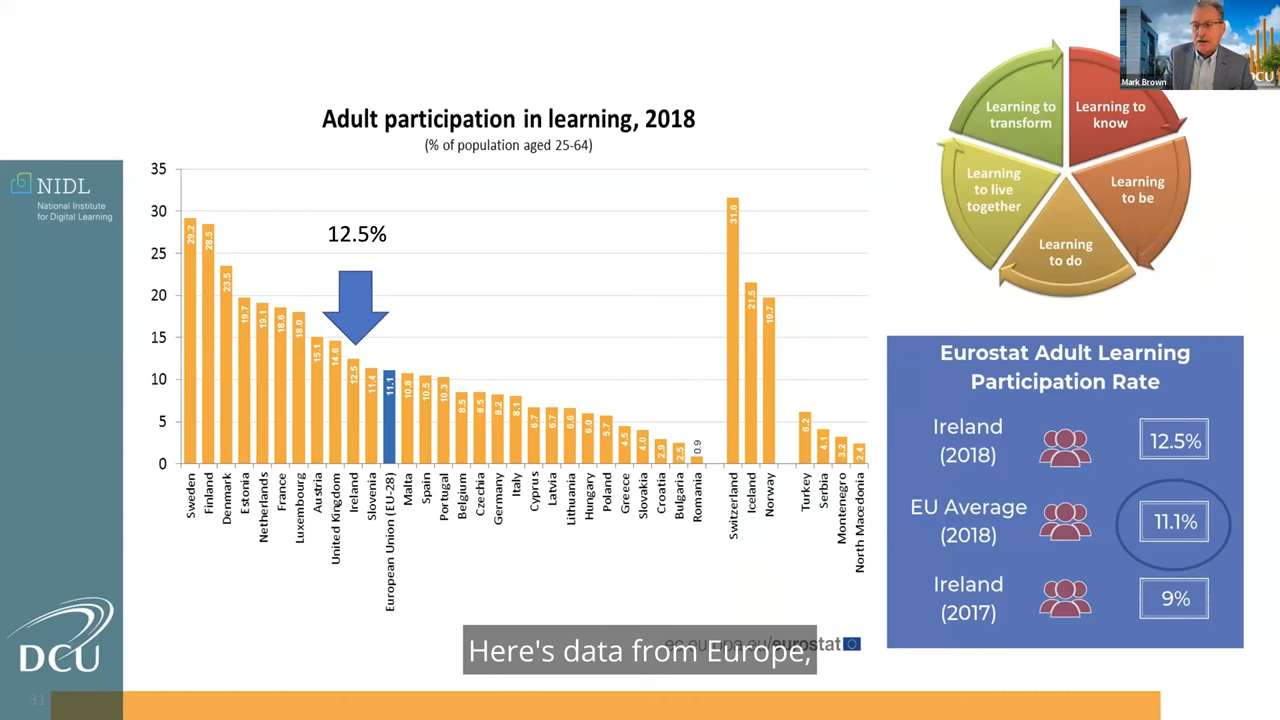 Mark Brown
DCU
Learning to
transform
Learning to
know
Learning
to live
together
Learning
to be
Learning
to do
Adult participation in learning, 2018
(% of population aged 25-64)
NIDL
National Institute
for Digital Learning
35
30
25
20
15
10
5
0
12.5%
29.2
28.5
23.5
19.7
19.1
18.6
18.0
15.1
14.6
12.5
11.4
11.1
10.8
10.5
10.3
8.5
8.5
8.2
8.1
6.7
6.7
6.6
6.0
5.7
4.5
4.0
2.9
2.5
0.9
31.6
21.5
19.7
6.2
4.1
3.2
2.4
Sweden
Finland
Denmark
Estonia
Netherlands
France
Luxembourg
Austria
United Kingdom
Ireland
Slovenia
European Union (EU-28)
Malta
Spain
Portugal
Belgium
Czechia
Germany
Italy
Cyprus
Latvia
Lithuania
Hungary
Poland
Greece
Slovakia
Croatia
Bulgaria
Romania
Switzerland
Iceland
Norway
Turkey
Serbia
Montenegro
North Macedonia
Eurostat Adult Learning
Participation Rate
Ireland
(2018)
12.5%
EU Average
(2018)
11.1%
Ireland
(2017)
9%
ec.europa.eu/eurostat
Here's data from Europe,
DCU
31